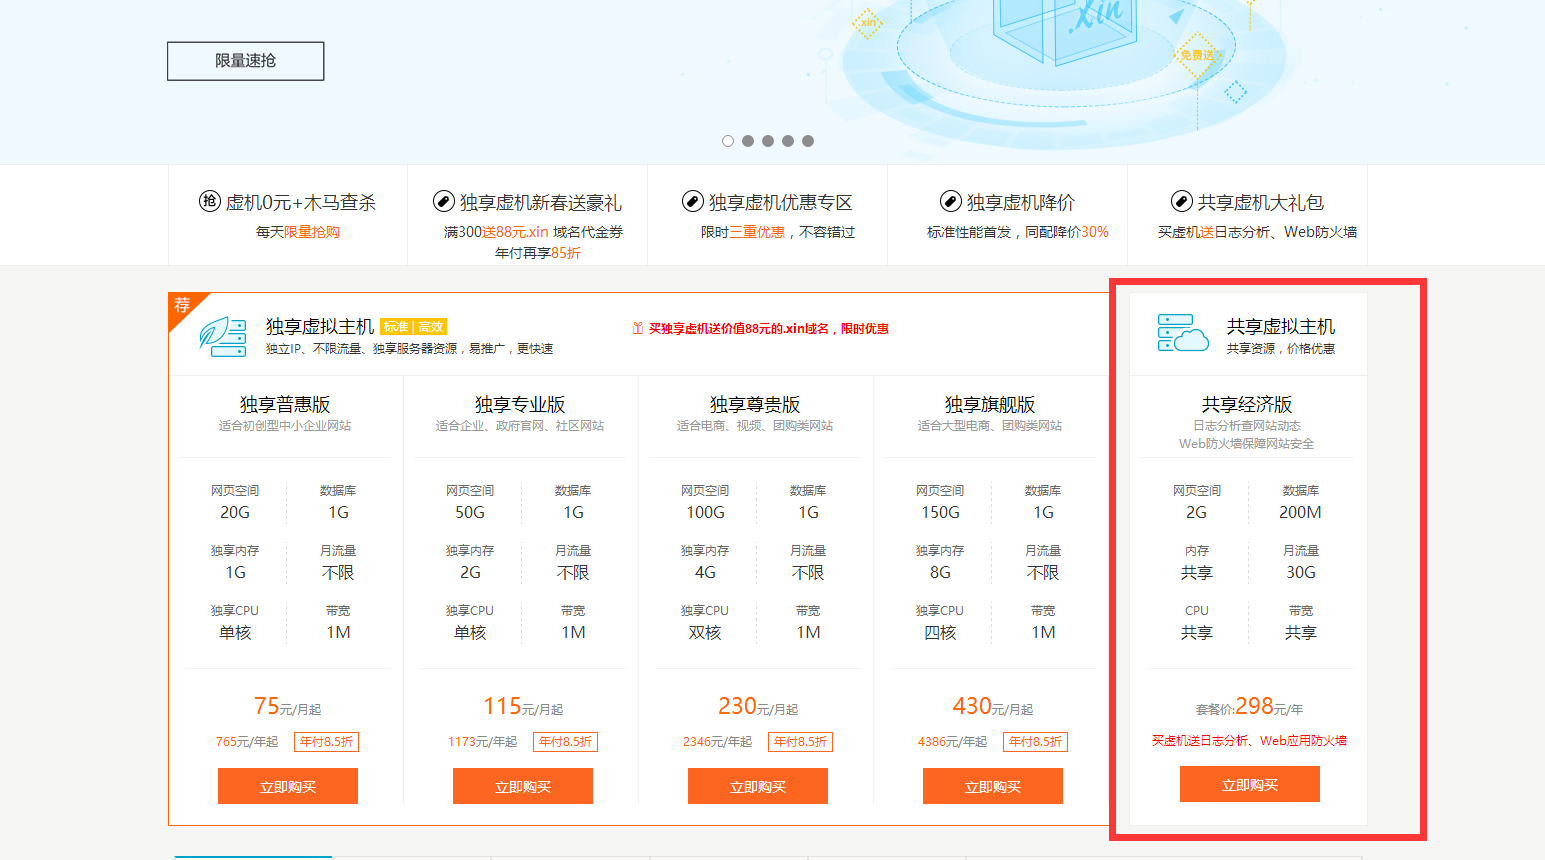 .xin
xin
免费送
限量速抢
抢 虚机0元+木马查杀
每天限量抢购
独享虚机新春送豪礼
满300送88元.xin 域名代金券
年付再享85折
独享虚机优惠专区
限时三重优惠，不容错过
独享虚机降价
标准性能首发，同配降价30%
共享虚机大礼包
买虚机送日志分析、Web防火墙
荐
独享虚拟主机 标准 | 高效
独立IP、不限流量、独享服务器资源，易推广，更快速
买独享虚机送价值88元的.xin域名，限时优惠
独享普惠版
适合初创型中小企业网站
网页空间 数据库
20G 1G
独享内存 月流量
1G 不限
独享CPU 带宽
单核 1M
75元/月起
765元/年起 年付8.5折
立即购买
独享专业版
适合企业、政府官网、社区网站
网页空间 数据库
50G 1G
独享内存 月流量
2G 不限
独享CPU 带宽
单核 1M
115元/月起
1173元/年起 年付8.5折
立即购买
独享尊贵版
适合电商、视频、团购类网站
网页空间 数据库
100G 1G
独享内存 月流量
4G 不限
独享CPU 带宽
双核 1M
230元/月起
2346元/年起 年付8.5折
立即购买
独享旗舰版
适合大型电商、团购类网站
网页空间 数据库
150G 1G
独享内存 月流量
8G 不限
独享CPU 带宽
四核 1M
430元/月起
4386元/年起 年付8.5折
立即购买
共享虚拟主机
共享资源，价格优惠
共享经济版
日志分析查网站动态
Web防火墙保障网站安全
网页空间 数据库
2G 200M
内存 月流量
共享 30G
CPU 带宽
共享 共享
套餐价:298元/年
买虚机送日志分析、Web应用防火墙
立即购买